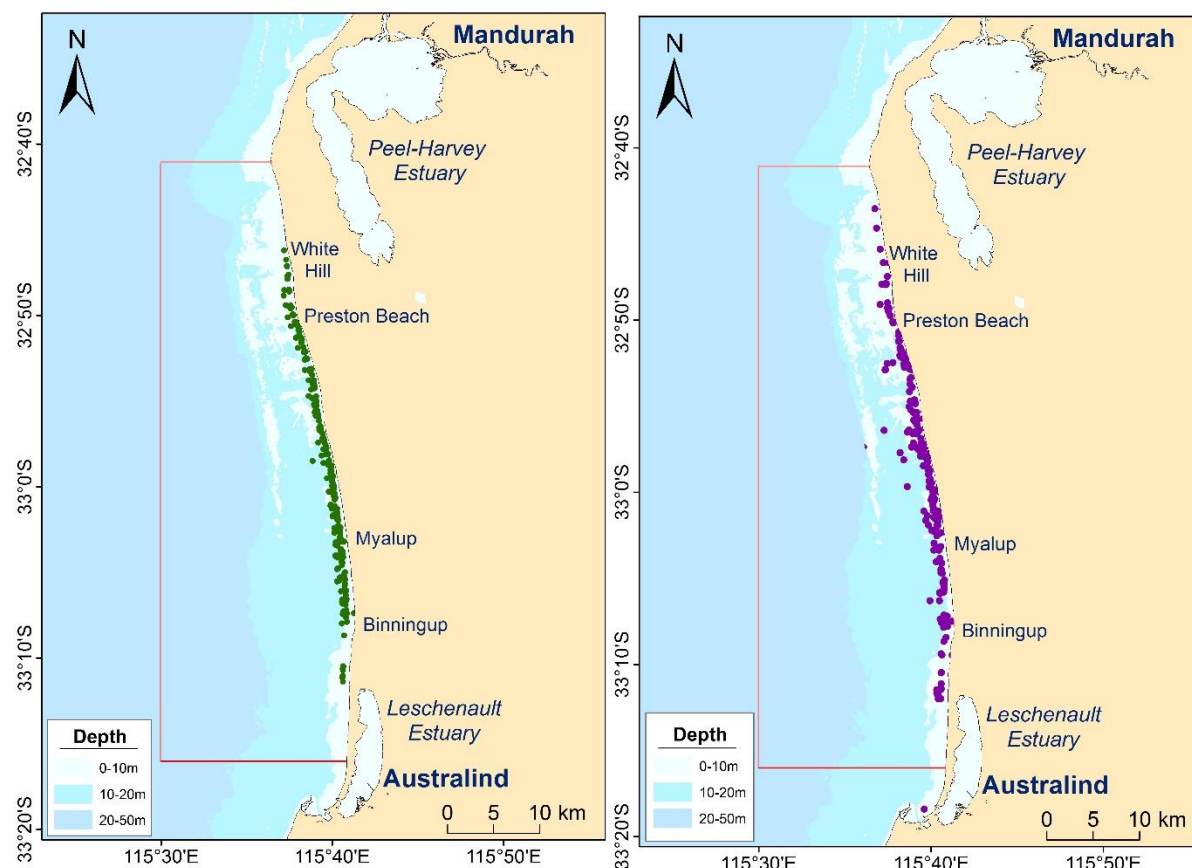 N
Mandurah
Peel-Harvey
Estuary
White
Hill
Preston Beach
Myalup
Binningup
Leschenault
Estuary
Australind
Depth
0-10m
10-20m
20-50m
0 5 10 km
32°40'S
32°50'S
33°0'S
33°10'S
33°20'S
115°30'E
115°40'E
115°50'E
N
Mandurah
Peel-Harvey
Estuary
White
Hill
Preston Beach
Myalup
Binningup
Leschenault
Estuary
Australind
Depth
0-10m
10-20m
20-50m
0 5 10 km
32°40'S
32°50'S
33°0'S
33°10'S
33°20'S
115°30'E
115°40'E
115°50'E